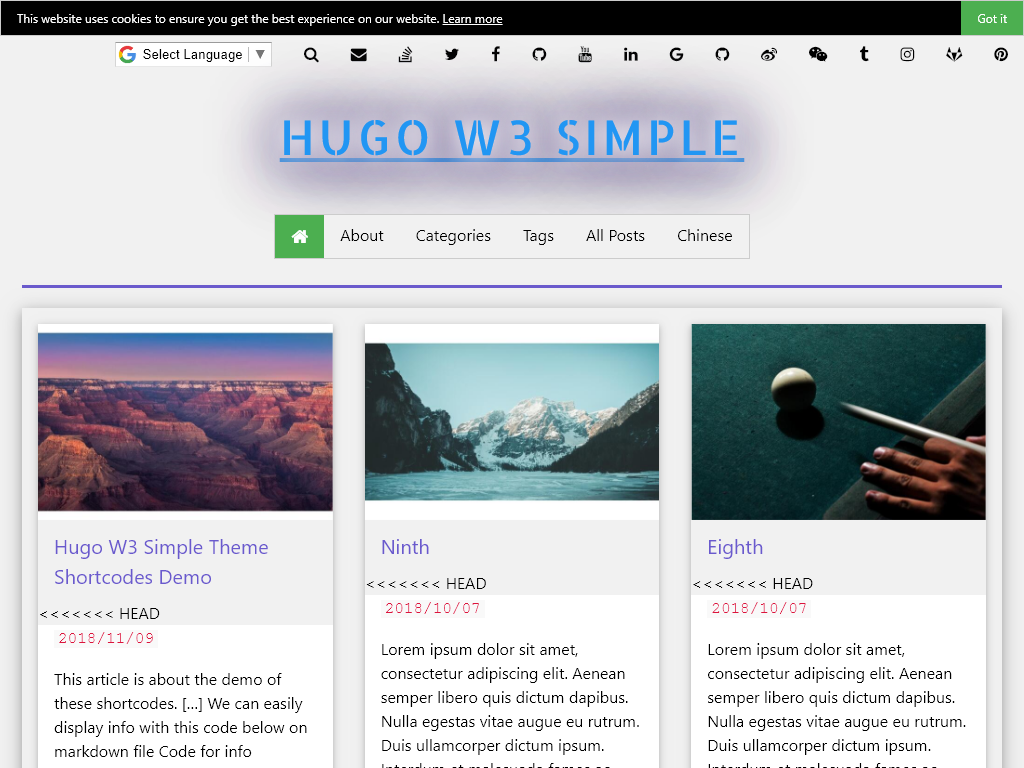 This website uses cookies to ensure you get the best experience on our website. Learn more
Got it
Select Language
HUGO W3 SIMPLE
About
Categories
Tags
All Posts
Chinese
Hugo W3 Simple Theme
Shortcodes Demo
<<<<<<< HEAD
2018/11/09
This article is about the demo of
these shortcodes. [...] We can easily
display info with this code below on
markdown file Code for info
Ninth
<<<<<<< HEAD
2018/10/07
Lorem ipsum dolor sit amet,
consectetur adipiscing elit. Aenean
semper libero quis dictum dapibus.
Nulla egestas vitae augue eu rutrum.
Duis ullamcorper dictum ipsum.
Eighth
<<<<<<< HEAD
2018/10/07
Lorem ipsum dolor sit amet,
consectetur adipiscing elit. Aenean
semper libero quis dictum dapibus.
Nulla egestas vitae augue eu rutrum.
Duis ullamcorper dictum ipsum.